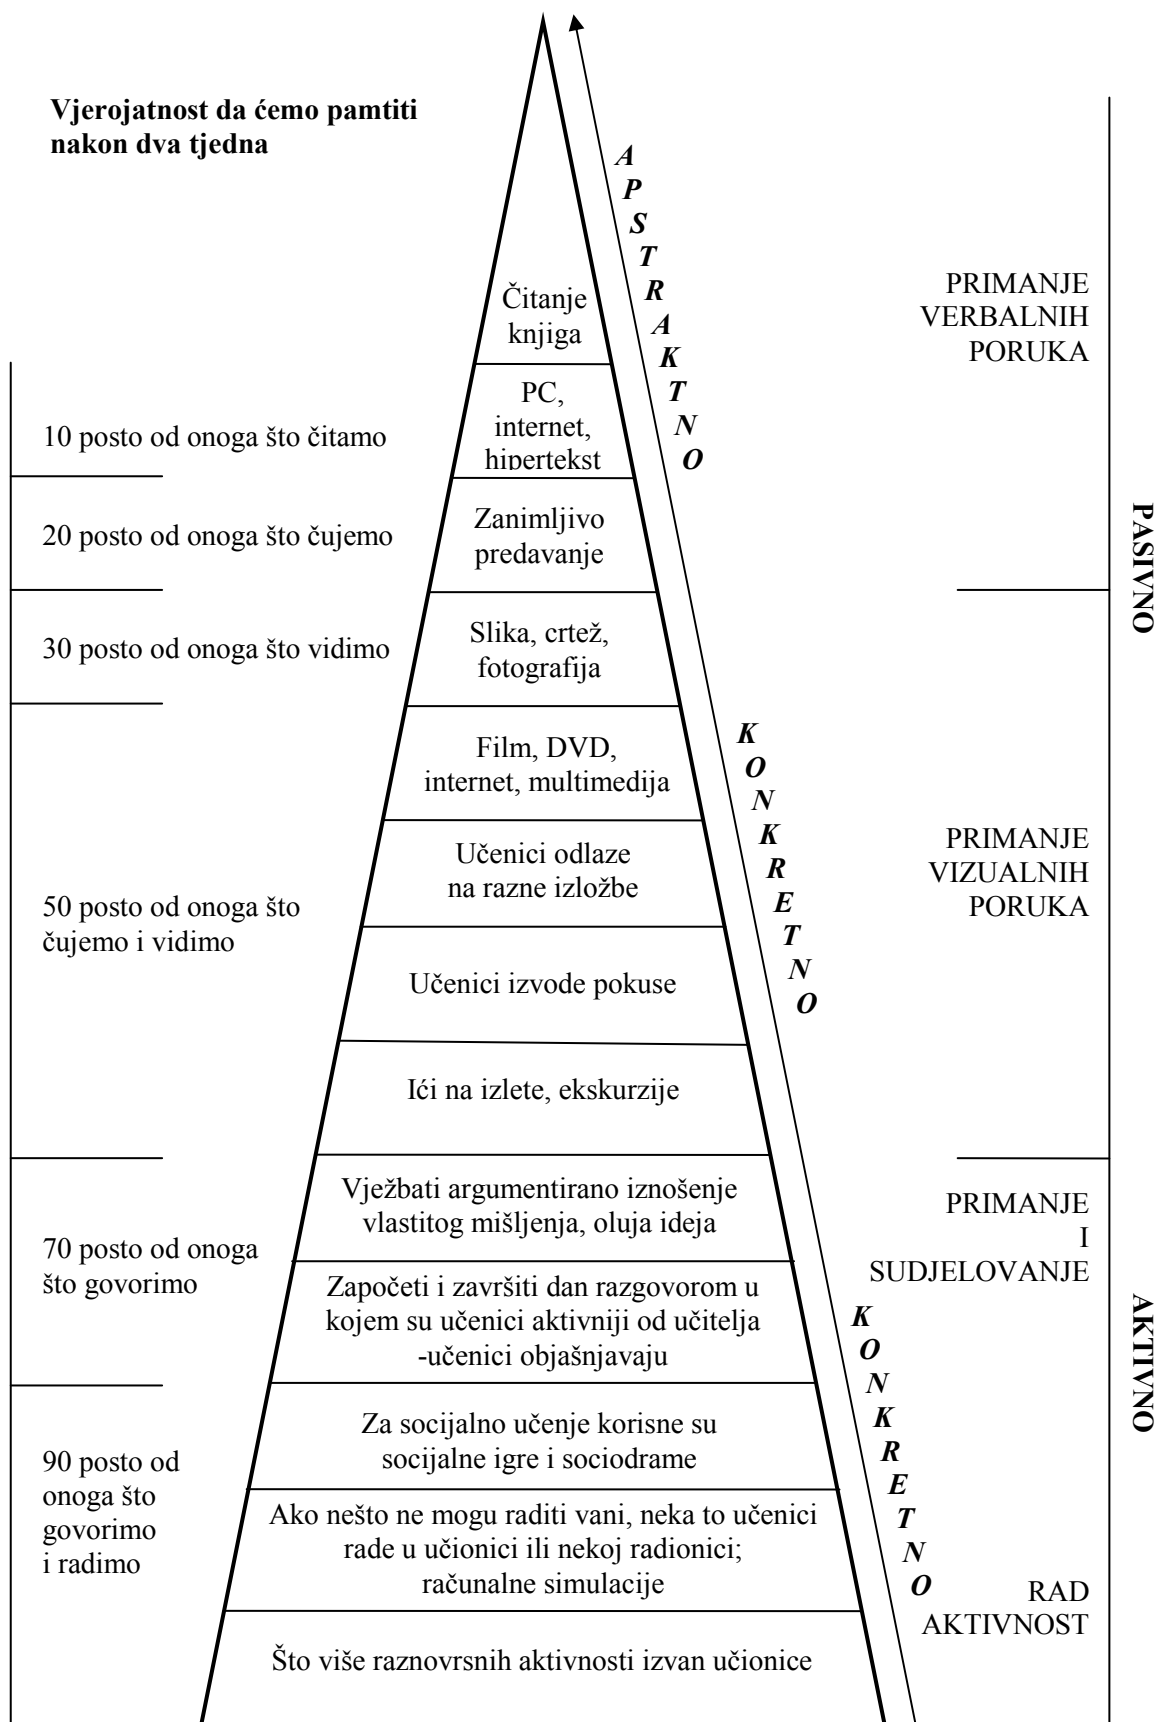 Vjerojatnost da ćemo pamtiti
nakon dva tjedna
APSTRAKTNO
Čitanje
knjiga
PRIMANJE
VERBALNIH
PORUKA
10 posto od onoga što čitamo
PC,
internet,
hipertekst
20 posto od onoga što čujemo
Zanimljivo
predavanje
PASIVNO
30 posto od onoga što vidimo
Slika, crtež,
fotografija
KONKRETNO
Film, DVD,
internet, multimedija
50 posto od onoga što
čujemo i vidimo
Učenici odlaze
na razne izložbe
PRIMANJE
VIZUALNIH
PORUKA
Učenici izvode pokuse
Ići na izlete, ekskurzije
70 posto od onoga
što govorimo
Vježbati argumentirano iznošenje
vlastitog mišljenja, oluja ideja
PRIMANJE
I
SUDJELOVANJE
Započeti i završiti dan razgovorom u
kojem su učenici aktivniji od učitelja
-učenici objašnjavaju
KONKRETNO
AKTIVNO
90 posto od
onoga što
govorimo
i radimo
Za socijalno učenje korisne su
socijalne igre i sociodrame
Ako nešto ne mogu raditi vani, neka to učenici
rade u učionici ili nekoj radionici;
računalne simulacije
RAD
AKTIVNOST
Što više raznovrsnih aktivnosti izvan učionice